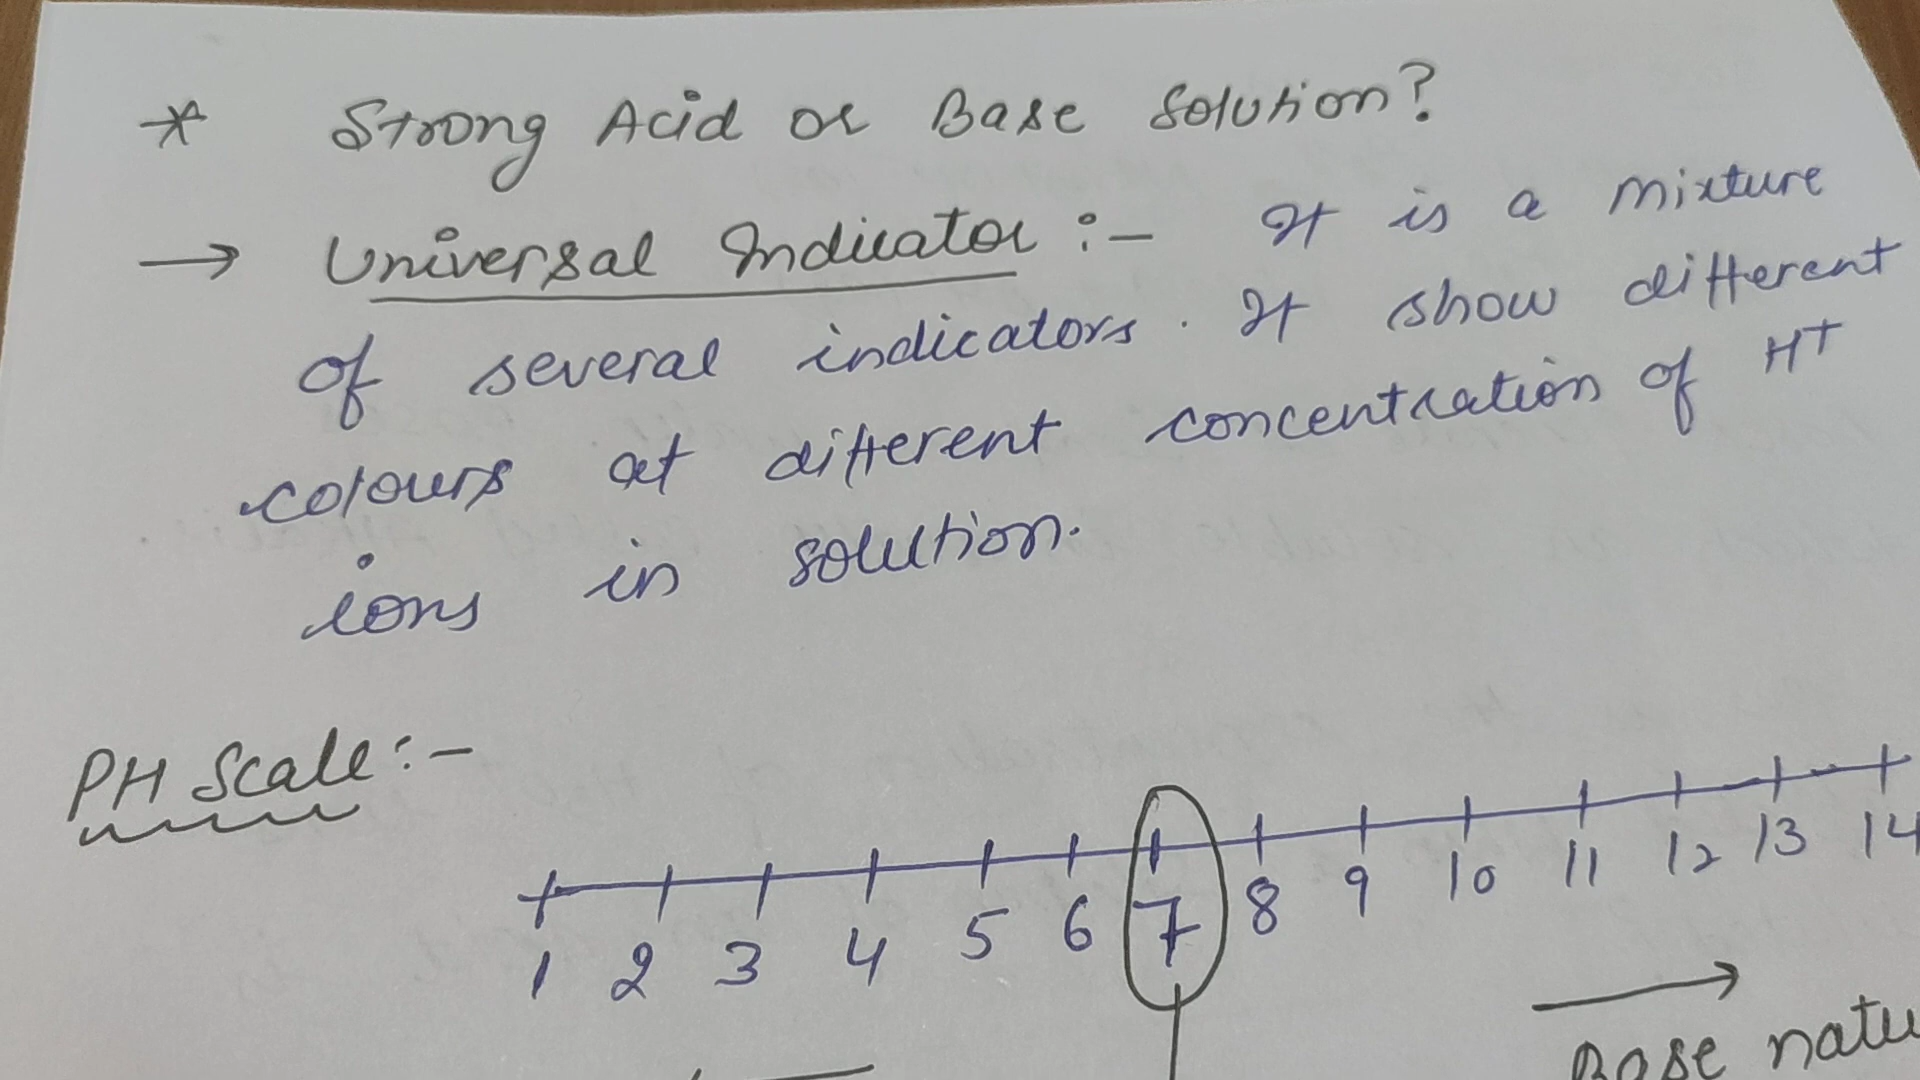 * Strong Acid or Base Solution?
→ Universal Indicator :- It is a mixture
of several indicators. It show different
colours at different concentration of H+
ions in solution.
PH Scale:-
1 2 3 4 5 6 7 8 9 10 11 12 13 14
Base natu